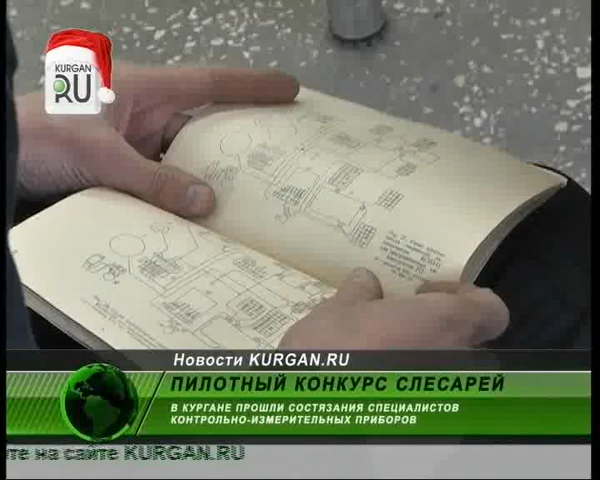 KURGAN
RU
Новости KURGAN.RU
ПИЛОТНЫЙ КОНКУРС СЛЕСАРЕЙ
В КУРГАНЕ ПРОШЛИ СОСТЯЗАНИЯ СПЕЦИАЛИСТОВ
КОНТРОЛЬНО-ИЗМЕРИТЕЛЬНЫХ ПРИБОРОВ
те на сайте KURGAN.RU